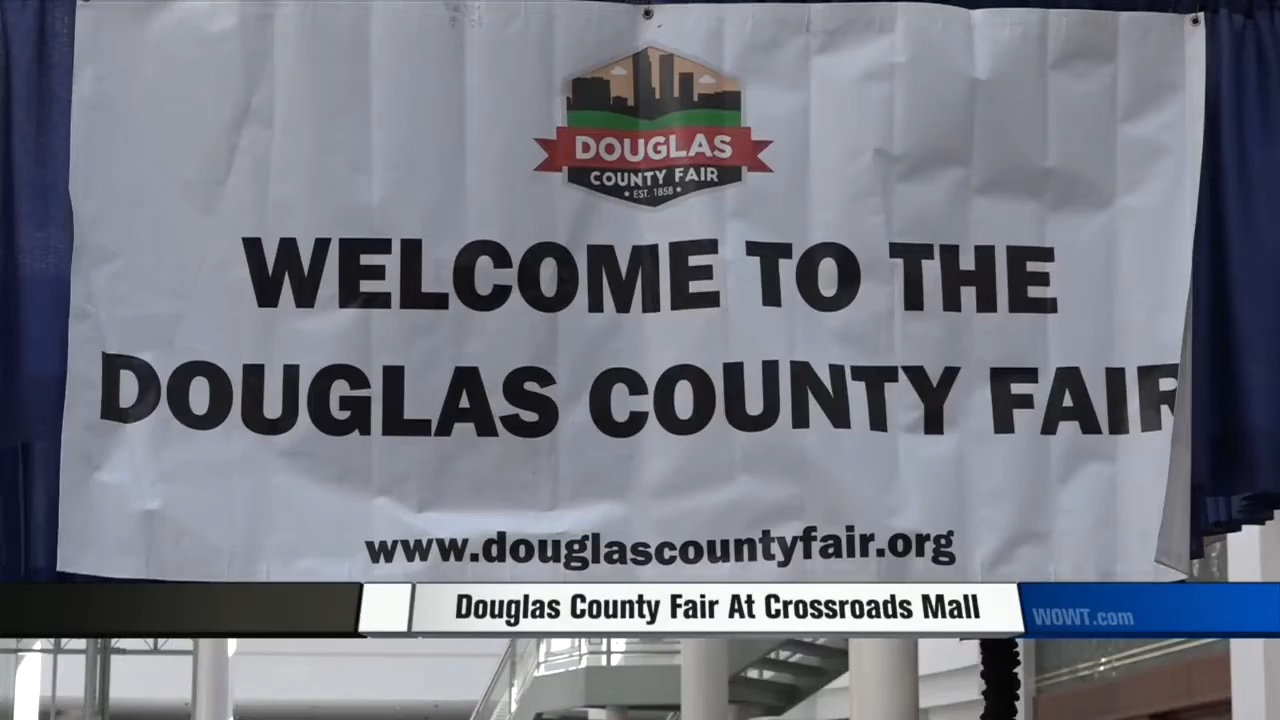 DOUGLAS
COUNTY FAIR
★ EST. 1858 ★
WELCOME TO THE
DOUGLAS COUNTY FAIR
www.douglascountyfair.org
Douglas County Fair At Crossroads Mall
WOWT.com